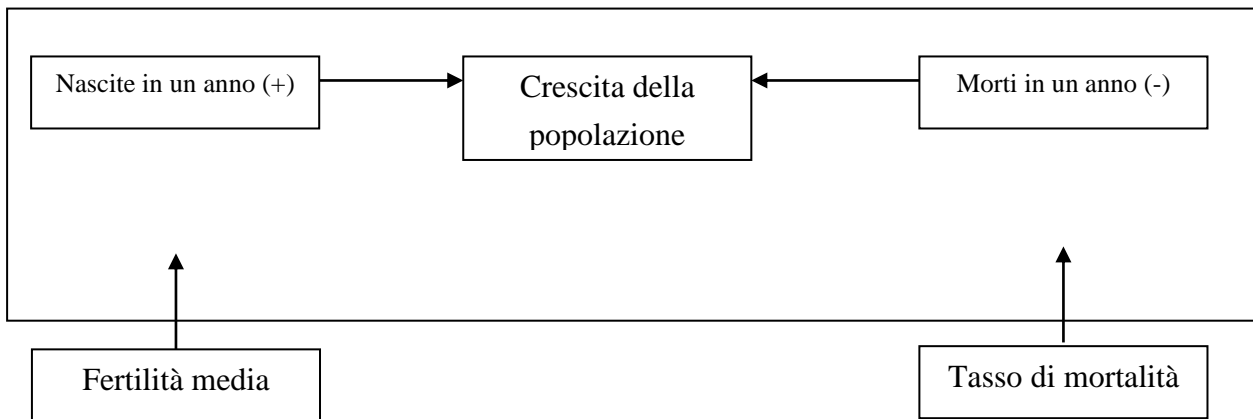 Nascite in un anno (+)
Crescita della
popolazione
Morti in un anno (-)
Fertilità media
Tasso di mortalità